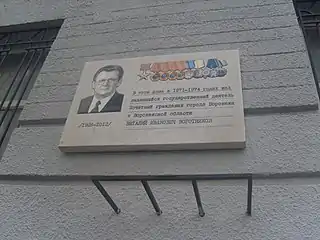 В этом доме в 1971-1974 годах жил
выдающийся государственный деятель
Почетный гражданин города Воронежа
и Воронежской области
/1926-2012/
ВИТАЛИЙ ИВАНОВИЧ ВОРОТНИКОВ